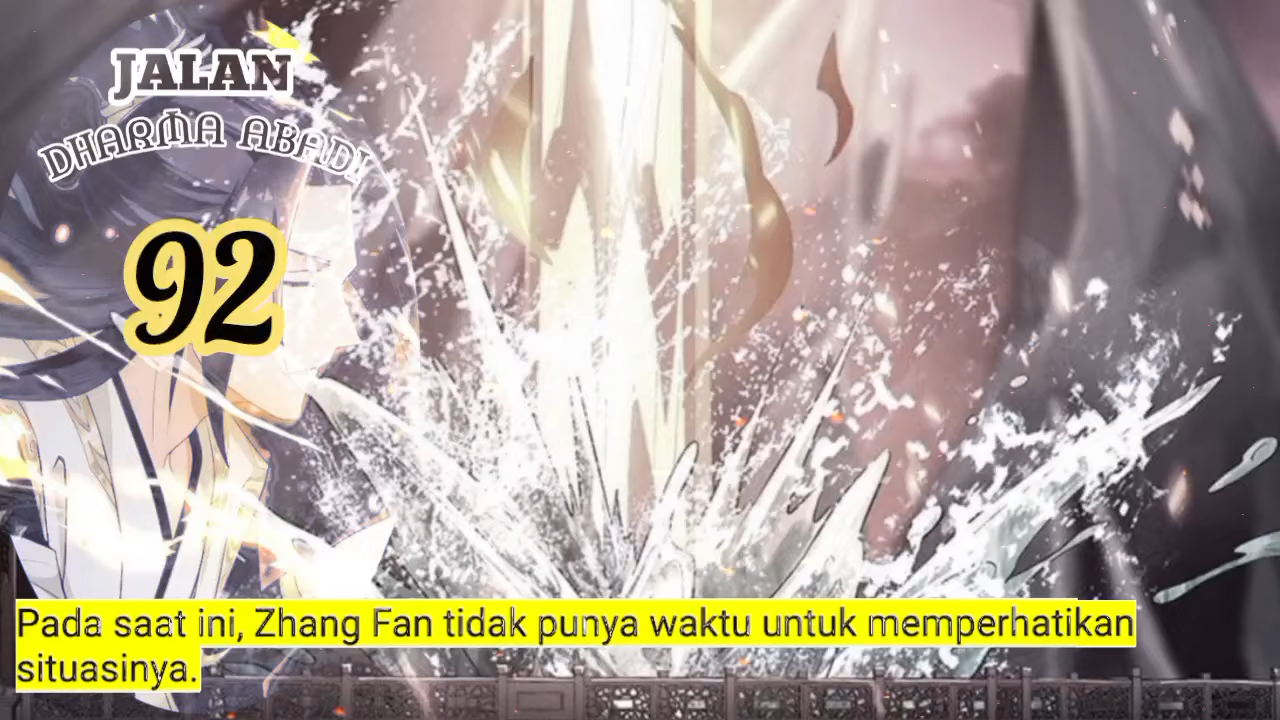 JALAN
DHARMA ABADI
92
Pada saat ini, Zhang Fan tidak punya waktu untuk memperhatikan
situasinya.